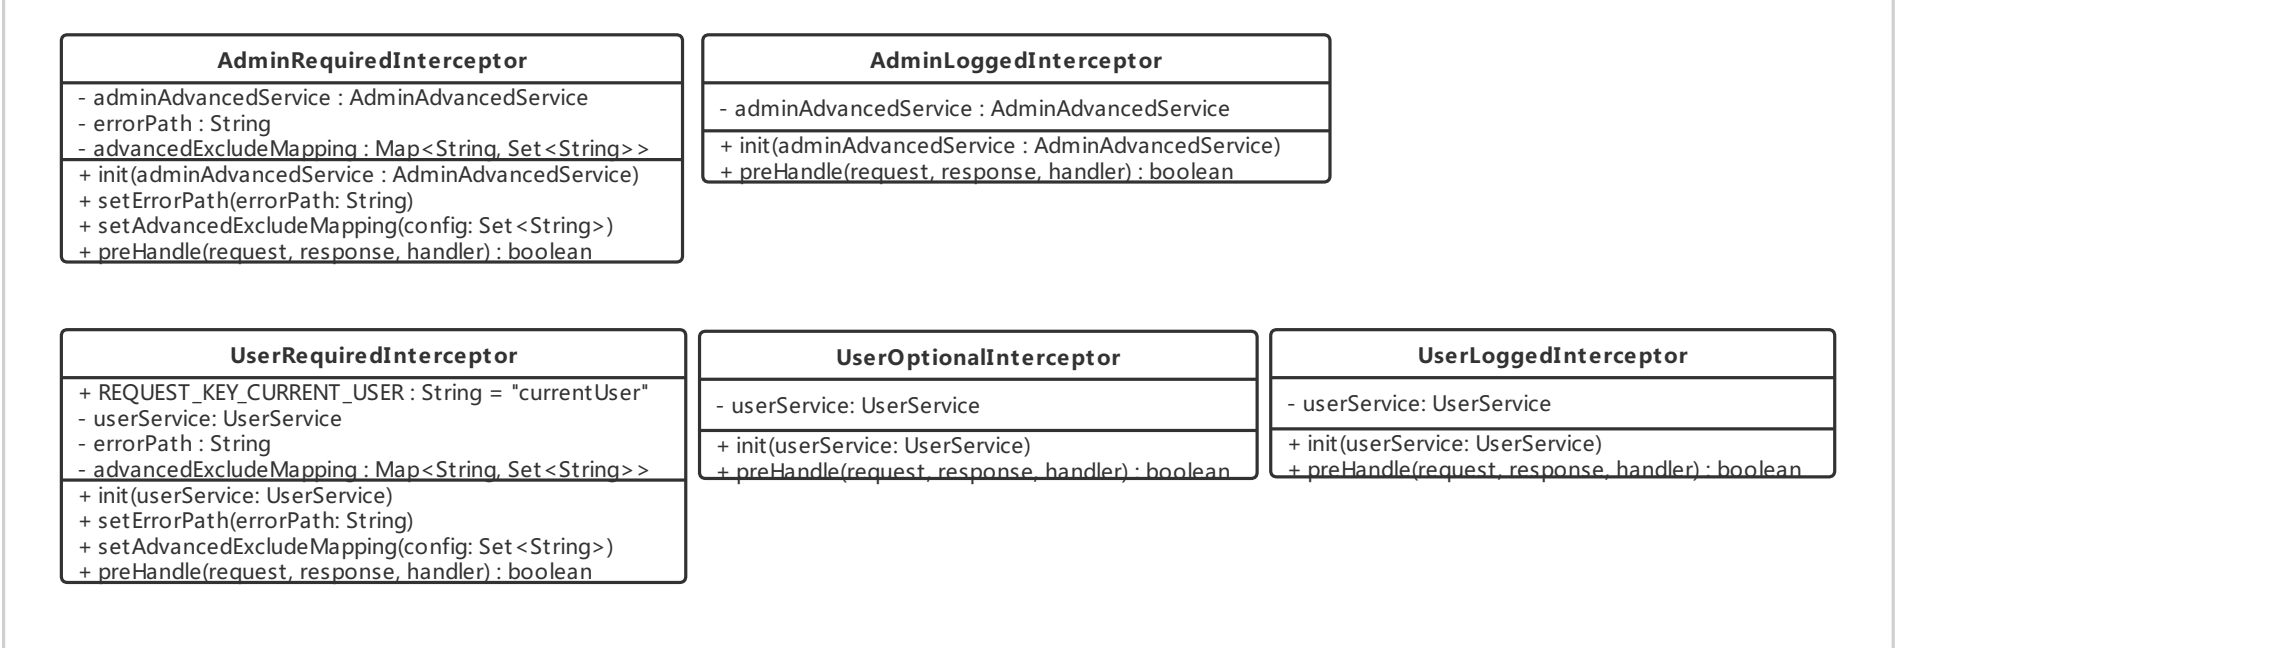 AdminRequiredInterceptor
- adminAdvancedService : AdminAdvancedService
- errorPath : String
- advancedExcludeMapping : Map<String, Set<String>>
+ init(adminAdvancedService : AdminAdvancedService)
+ setErrorPath(errorPath: String)
+ setAdvancedExcludeMapping(config: Set<String>)
+ preHandle(request, response, handler) : boolean
AdminLoggedInterceptor
- adminAdvancedService : AdminAdvancedService
+ init(adminAdvancedService : AdminAdvancedService)
+ preHandle(request, response, handler) : boolean
UserRequiredInterceptor
+ REQUEST_KEY_CURRENT_USER : String = "currentUser"
- userService: UserService
- errorPath : String
- advancedExcludeMapping : Map<String, Set<String>>
+ init(userService: UserService)
+ setErrorPath(errorPath: String)
+ setAdvancedExcludeMapping(config: Set<String>)
+ preHandle(request, response, handler) : boolean
UserOptionalInterceptor
- userService: UserService
+ init(userService: UserService)
+ preHandle(request, response, handler) : boolean
UserLoggedInterceptor
- userService: UserService
+ init(userService: UserService)
+ preHandle(request, response, handler) : boolean